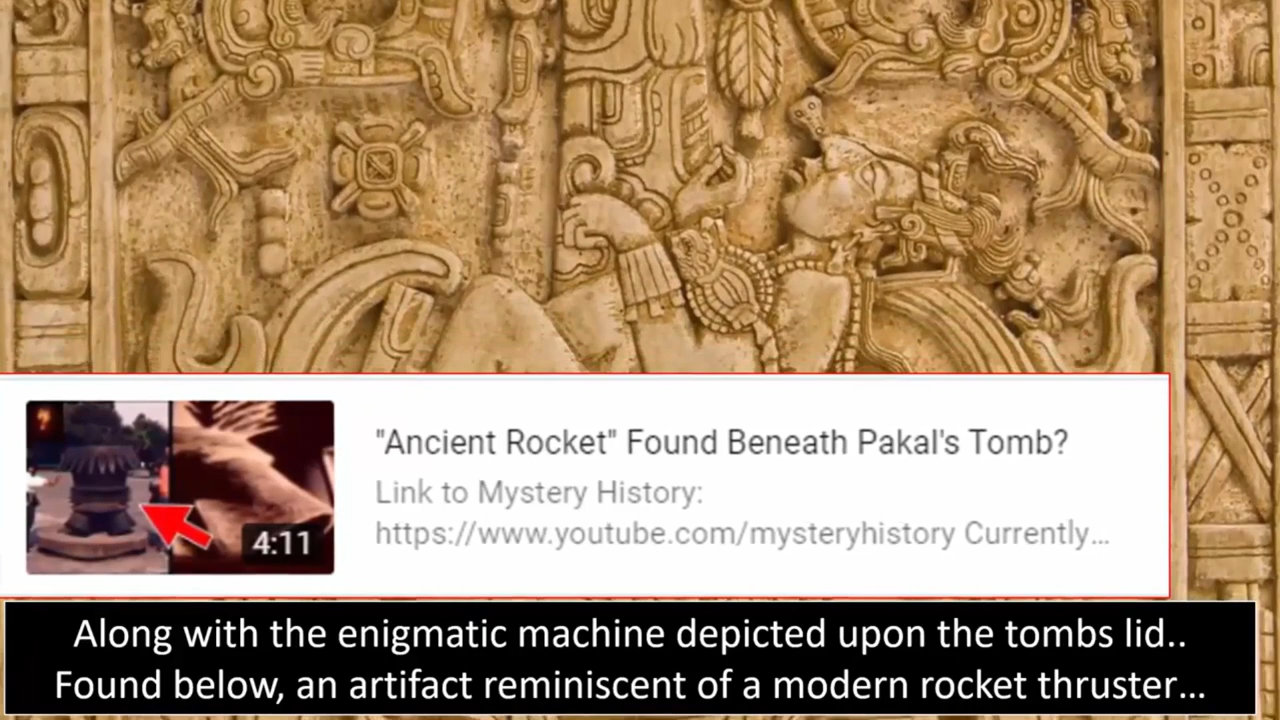 "Ancient Rocket" Found Beneath Pakal's Tomb?
Link to Mystery History:
https://www.youtube.com/mysteryhistory Currently...
4:11
Along with the enigmatic machine depicted upon the tombs lid..
Found below, an artifact reminiscent of a modern rocket thruster...